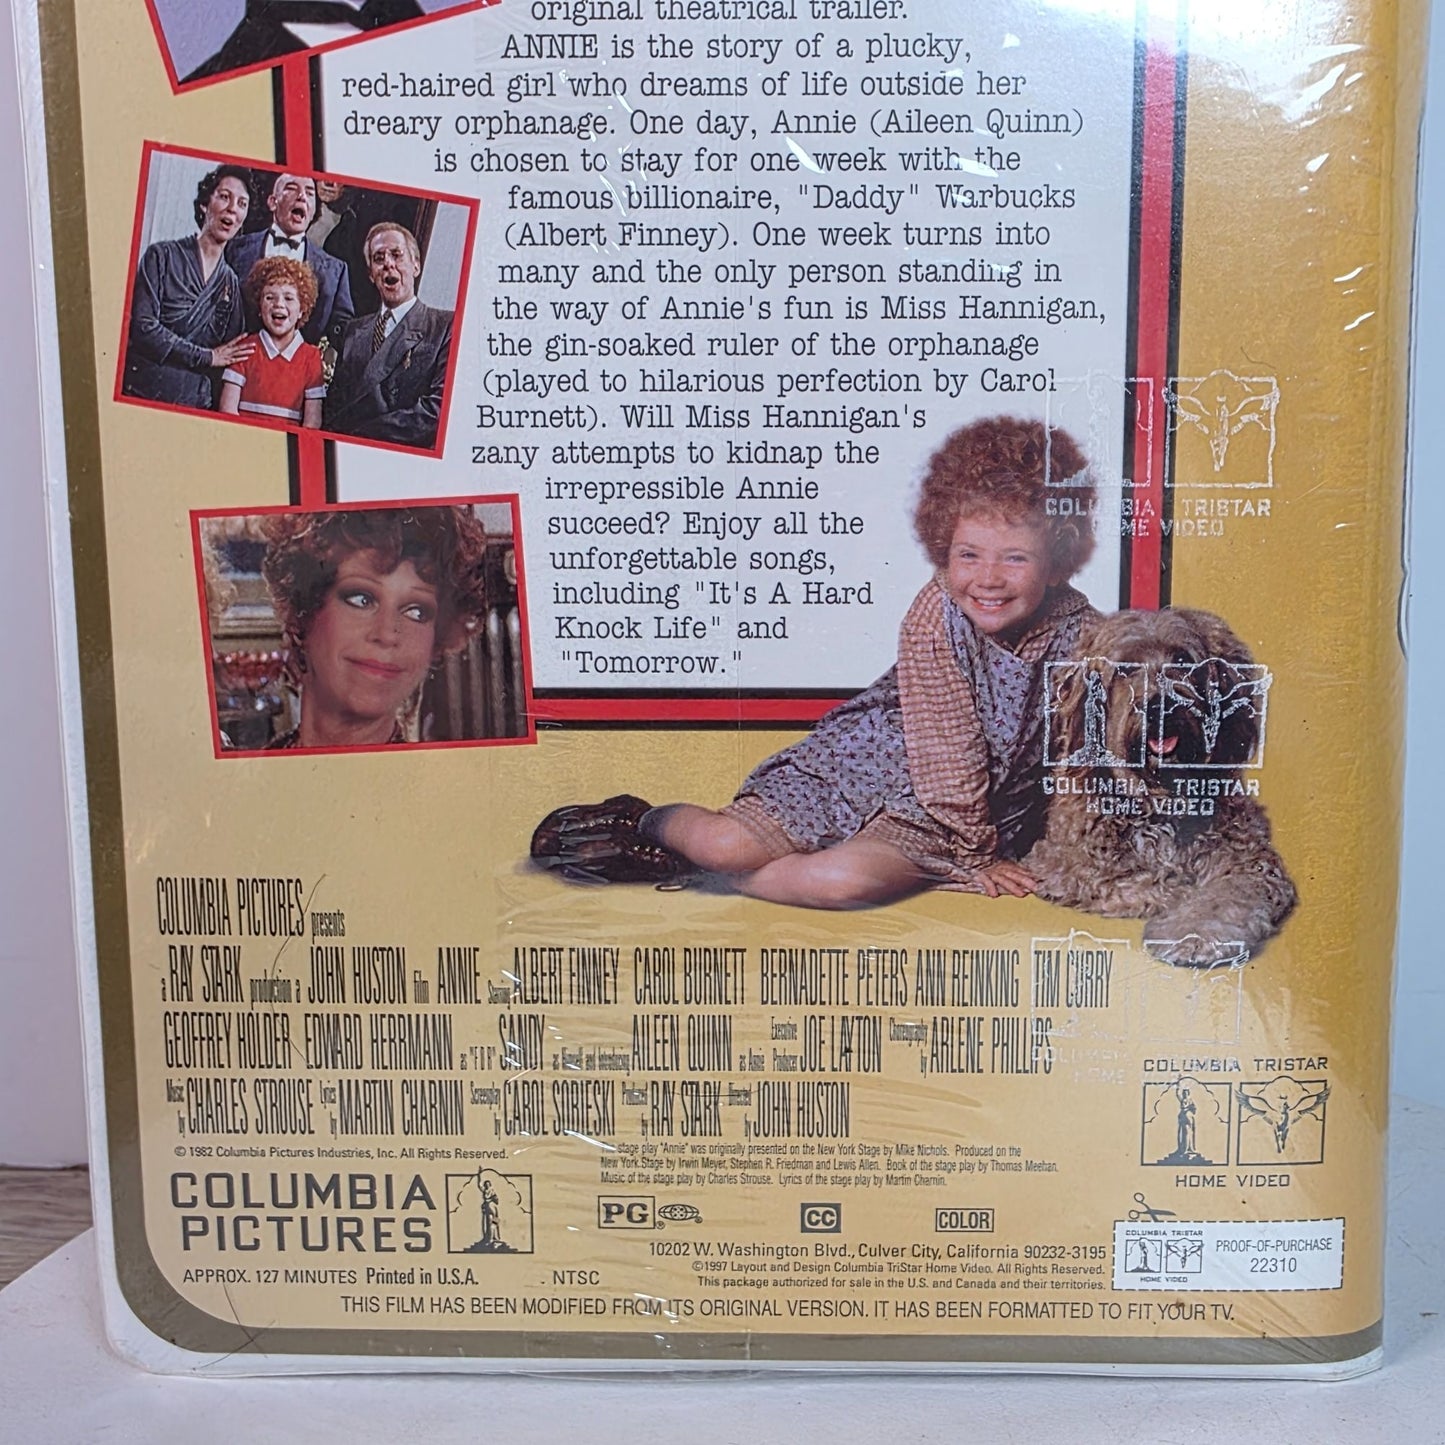 original theatrical trailer.
ANNIE is the story of a plucky,
red-haired girl who dreams of life outside her
dreary orphanage. One day, Annie (Aileen Quinn)
is chosen to stay for one week with the
famous billionaire, "Daddy" Warbucks
(Albert Finney). One week turns into
many and the only person standing in
the way of Annie's fun is Miss Hannigan,
the gin-soaked ruler of the orphanage
(played to hilarious perfection by Carol
Burnett). Will Miss Hannigan's
zany attempts to kidnap the
irrepressible Annie
succeed? Enjoy all the
unforgettable songs,
including "It's A Hard
Knock Life" and
"Tomorrow."
COLUMBIA TRISTAR
HOME VIDEO
COLUMBIA TRISTAR
HOME VIDEO
COLUMBIA PICTURES presents
a RAY STARK production a JOHN HUSTON film ANNIE Starring ALBERT FINNEY CAROL BURNETT BERNADETTE PETERS ANN REINKING TIM CURRY
GEOFFREY HOLDER EDWARD HERRMANN as "FDR" SANDY as Himself and introducing AILEEN QUINN as Annie Executive Producer JOE LAYTON Choreography by ARLENE PHILLIPS
Music by CHARLES STROUSE Lyrics by MARTIN CHARNIN Screenplay by CAROL SOBIESKI Produced by RAY STARK Directed by JOHN HUSTON
COLUMBIA
HOME
COLUMBIA TRISTAR
HOME VIDEO
© 1982 Columbia Pictures Industries, Inc. All Rights Reserved.
The stage play "Annie" was originally presented on the New York Stage by Mike Nichols. Produced on the
New York Stage by Irwin Meyer, Stephen R. Friedman and Lewis Allen. Book of the stage play by Thomas Meehan.
Music of the stage play by Charles Strouse. Lyrics of the stage play by Martin Charnin.
COLUMBIA
PICTURES
PG ® ®
CC
COLOR
10202 W. Washington Blvd., Culver City, California 90232-3195
©1997 Layout and Design Columbia TriStar Home Video. All Rights Reserved.
This package authorized for sale in the U.S. and Canada and their territories.
COLUMBIA TRISTAR
HOME VIDEO
PROOF-OF-PURCHASE
22310
APPROX. 127 MINUTES Printed in U.S.A. NTSC
THIS FILM HAS BEEN MODIFIED FROM ITS ORIGINAL VERSION. IT HAS BEEN FORMATTED TO FIT YOUR TV.